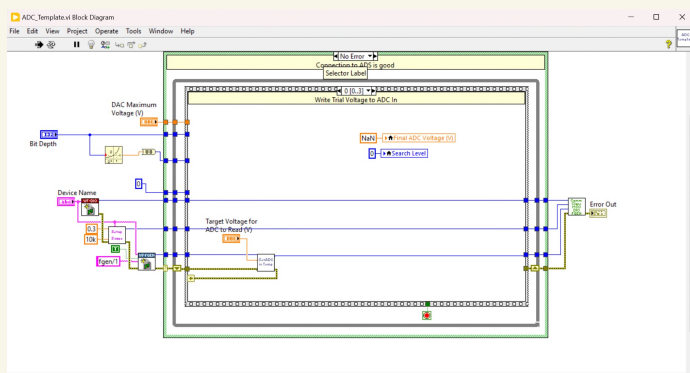 ADC_Template.vi Block Diagram
File Edit View Project Operate Tools Window Help
No Error
Connection to ADS is good
Selector Label
0 [0..3]
Write Trial Voltage to ADC In
DAC Maximum
Voltage (V)
DBL
NaN
Final ADC Voltage (V)
0
Search Level
Bit Depth
0
Device Name
Error Out
0.3
10k
Target Voltage for
ADC to Read (V)
DBL
fgen/1